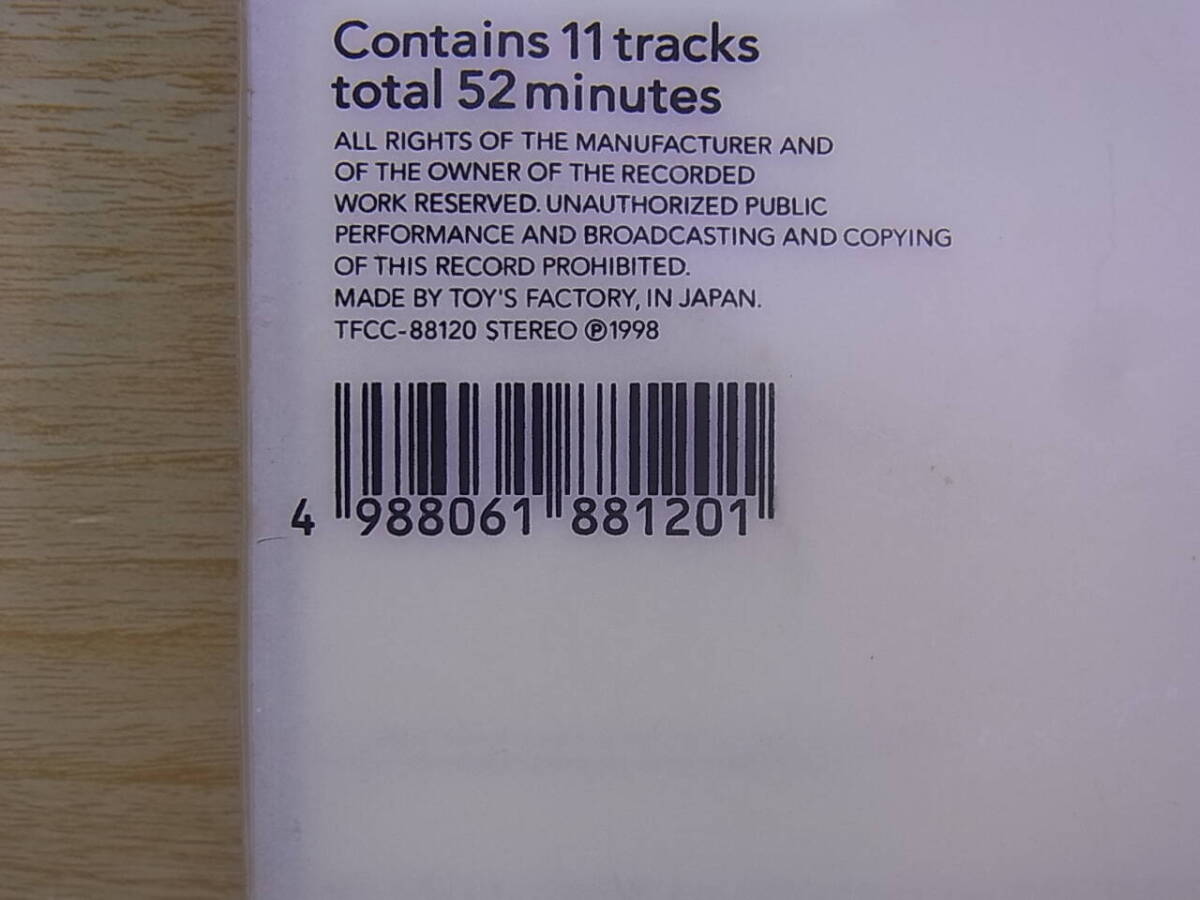 Contains 11 tracks
total 52 minutes
ALL RIGHTS OF THE MANUFACTURER AND
OF THE OWNER OF THE RECORDED
WORK RESERVED. UNAUTHORIZED PUBLIC
PERFORMANCE AND BROADCASTING AND COPYING
OF THIS RECORD PROHIBITED.
MADE BY TOY'S FACTORY, IN JAPAN.
TFCC-88120 STEREO ℗1998
4 988061 881201